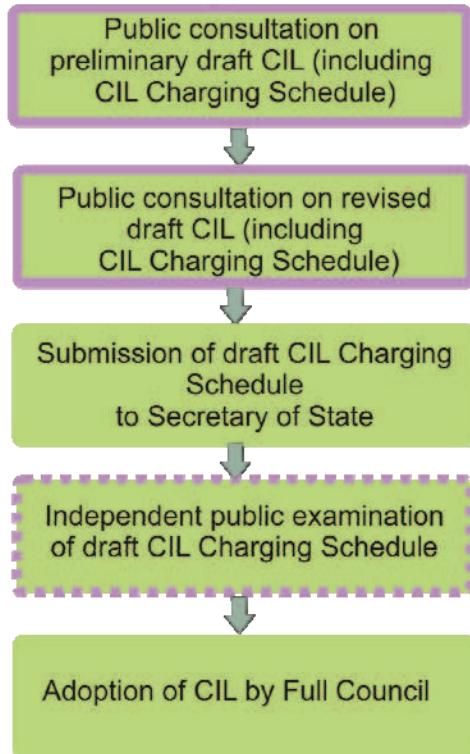 Public consultation on
preliminary draft CIL (including
CIL Charging Schedule)
Public consultation on revised
draft CIL (including
CIL Charging Schedule)
Submission of draft CIL Charging
Schedule
to Secretary of State
Independent public examination
of draft CIL Charging Schedule
Adoption of CIL by Full Council